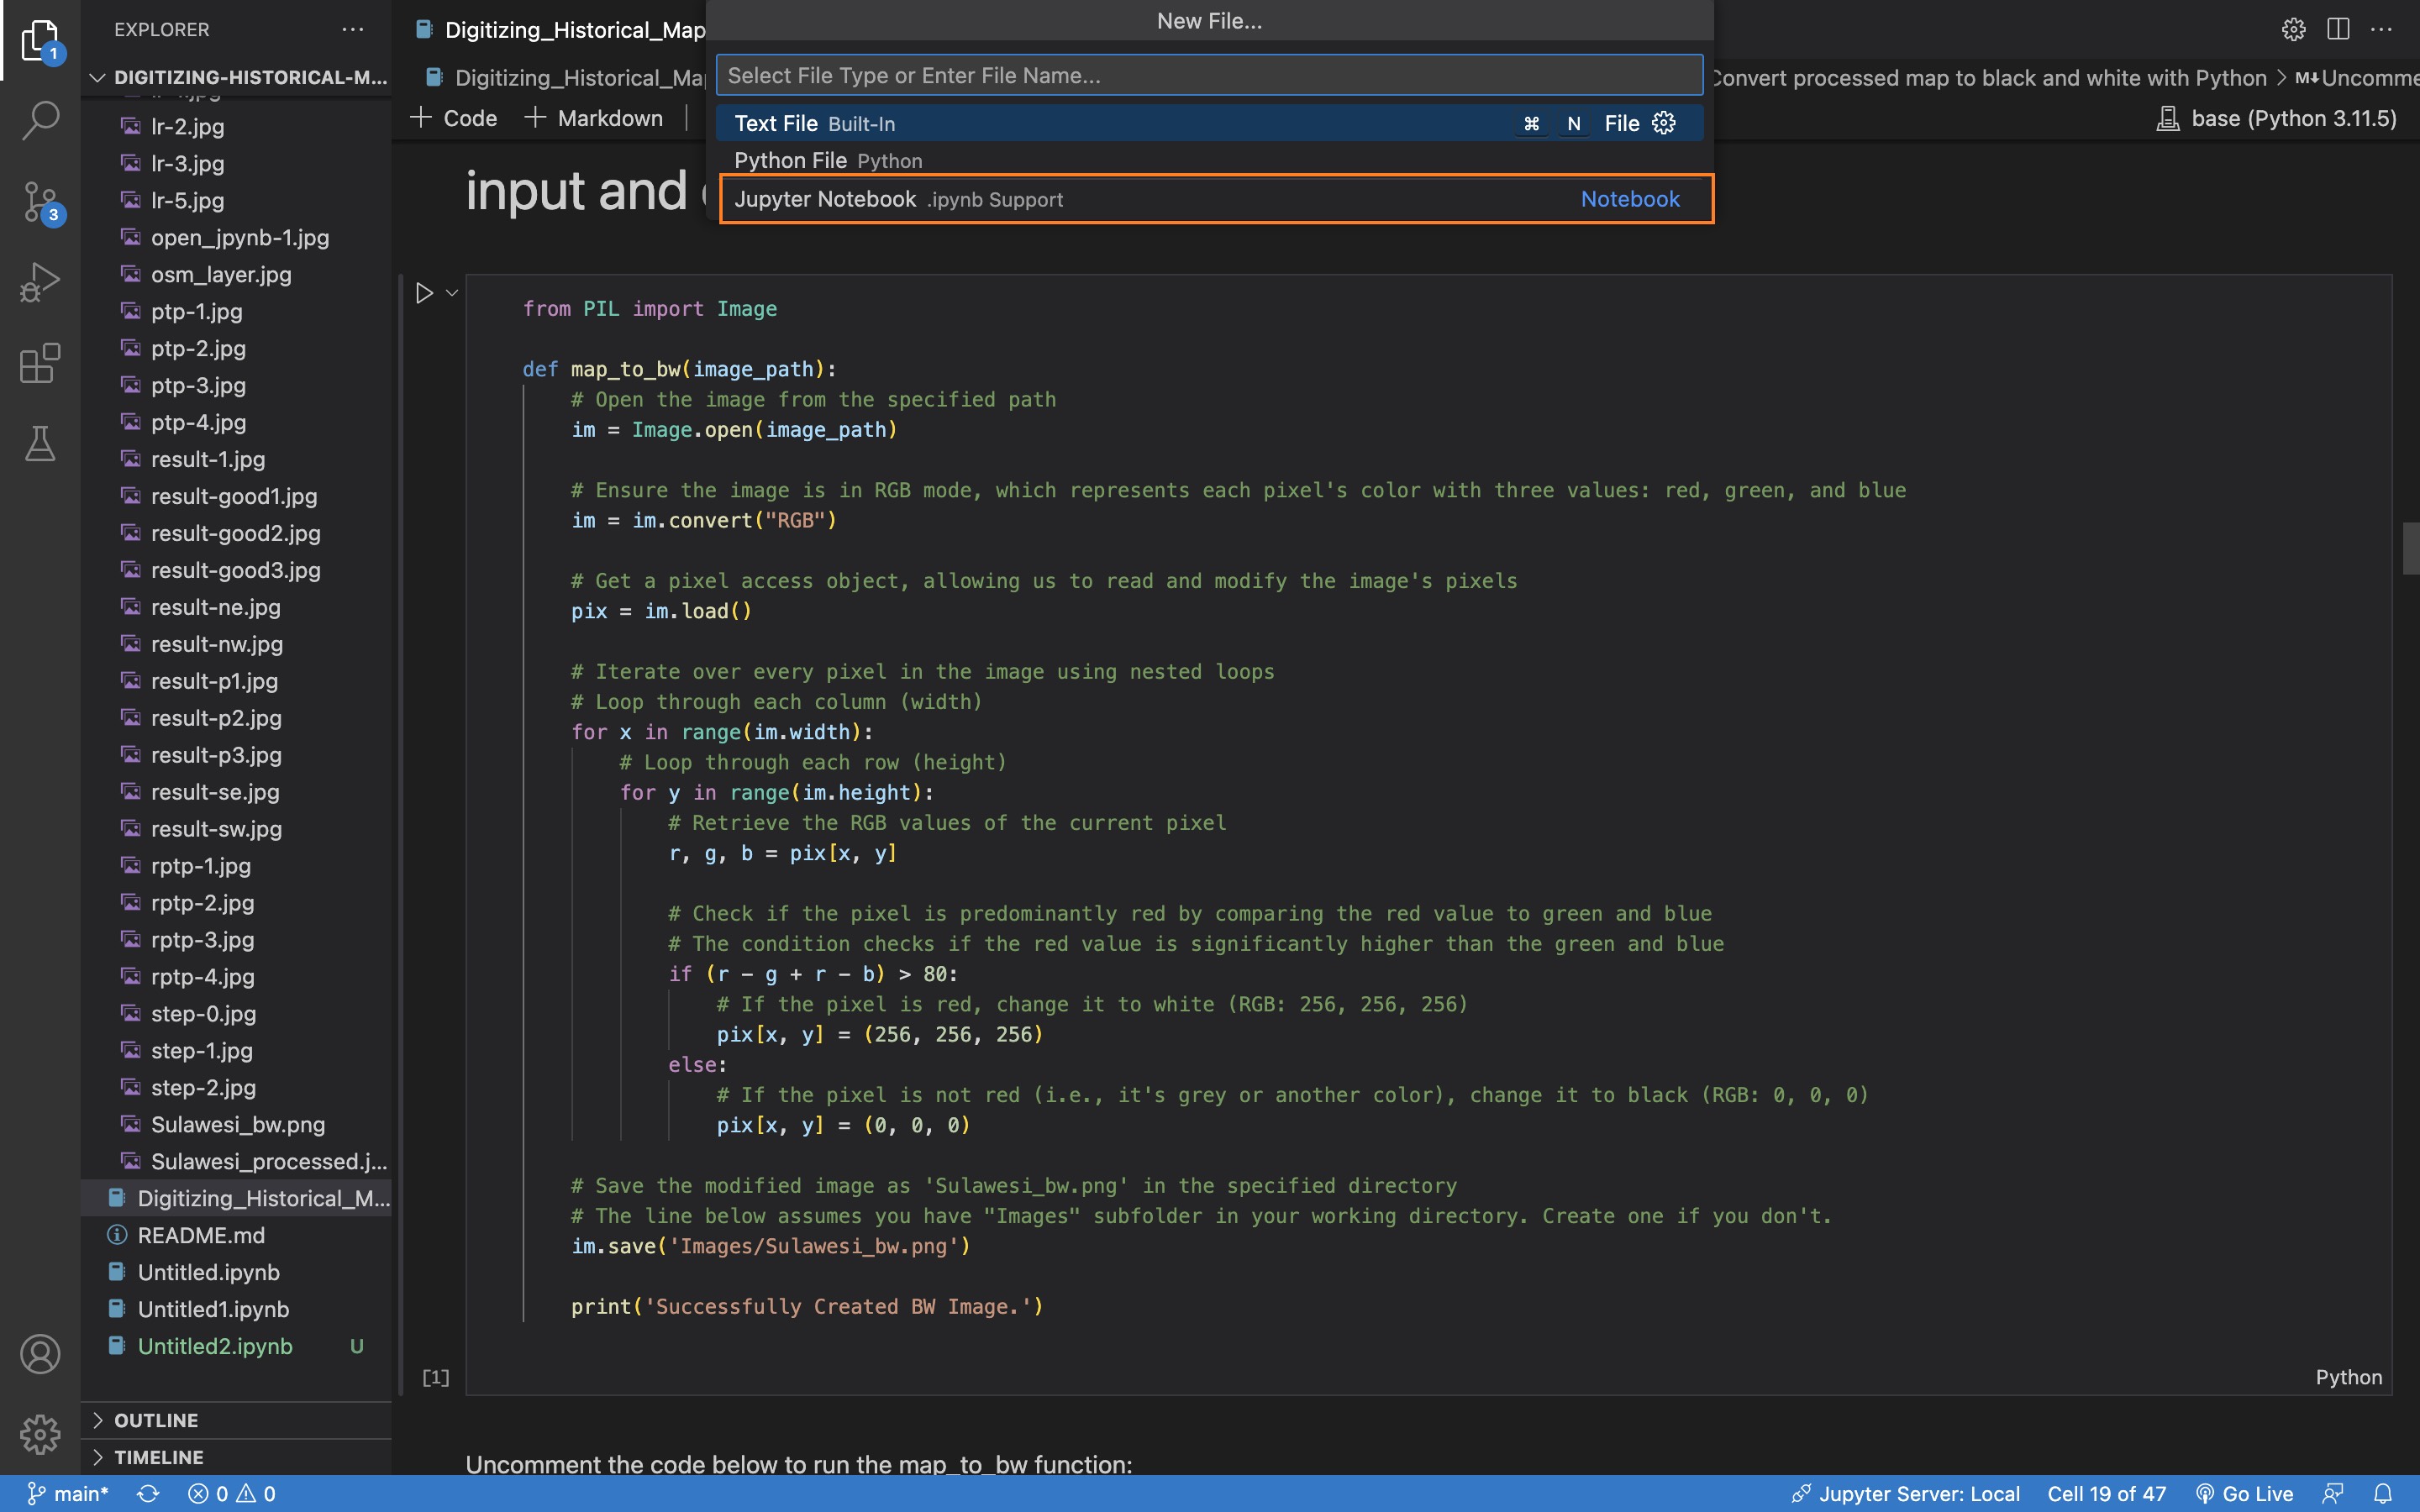 New File...
Select File Type or Enter File Name...
Text File Built-In ⌘ N File
Python File Python
Jupyter Notebook .ipynb Support Notebook
1
3
EXPLORER ...
DIGITIZING-HISTORICAL-M...
lr-2.jpg
lr-3.jpg
lr-5.jpg
open_jpynb-1.jpg
osm_layer.jpg
ptp-1.jpg
ptp-2.jpg
ptp-3.jpg
ptp-4.jpg
result-1.jpg
result-good1.jpg
result-good2.jpg
result-good3.jpg
result-ne.jpg
result-nw.jpg
result-p1.jpg
result-p2.jpg
result-p3.jpg
result-se.jpg
result-sw.jpg
rptp-1.jpg
rptp-2.jpg
rptp-3.jpg
rptp-4.jpg
step-0.jpg
step-1.jpg
step-2.jpg
Sulawesi_bw.png
Sulawesi_processed.j...
Digitizing_Historical_M...
README.md
Untitled.ipynb
Untitled1.ipynb
Untitled2.ipynb U
OUTLINE
TIMELINE
Digitizing_Historical_Map
Digitizing_Historical_Ma
Convert processed map to black and white with Python > M↓ Uncomme
+ Code + Markdown
base (Python 3.11.5)
input and
from PIL import Image
def map_to_bw(image_path):
# Open the image from the specified path
im = Image.open(image_path)
# Ensure the image is in RGB mode, which represents each pixel's color with three values: red, green, and blue
im = im.convert("RGB")
# Get a pixel access object, allowing us to read and modify the image's pixels
pix = im.load()
# Iterate over every pixel in the image using nested loops
# Loop through each column (width)
for x in range(im.width):
# Loop through each row (height)
for y in range(im.height):
# Retrieve the RGB values of the current pixel
r, g, b = pix[x, y]
# Check if the pixel is predominantly red by comparing the red value to green and blue
# The condition checks if the red value is significantly higher than the green and blue
if (r - g + r - b) > 80:
# If the pixel is red, change it to white (RGB: 256, 256, 256)
pix[x, y] = (256, 256, 256)
else:
# If the pixel is not red (i.e., it's grey or another color), change it to black (RGB: 0, 0, 0)
pix[x, y] = (0, 0, 0)
# Save the modified image as 'Sulawesi_bw.png' in the specified directory
# The line below assumes you have "Images" subfolder in your working directory. Create one if you don't.
im.save('Images/Sulawesi_bw.png')
print('Successfully Created BW Image.')
[1]
Python
Uncomment the code below to run the map_to_bw function:
main* 0 0
Jupyter Server: Local Cell 19 of 47 Go Live